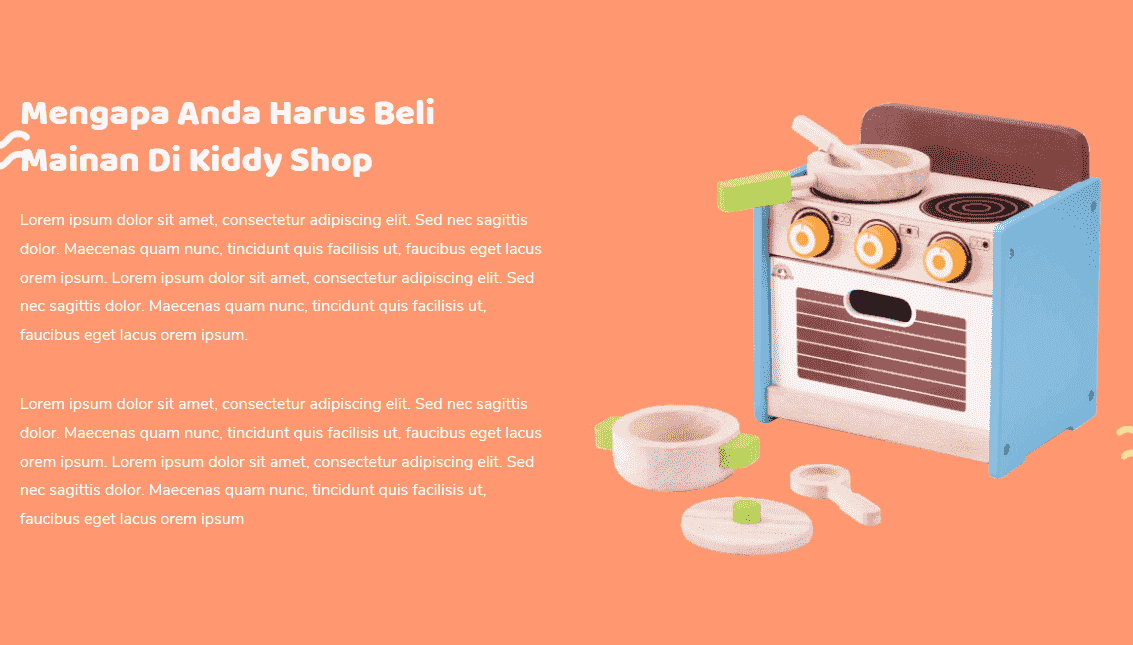 Mengapa Anda Harus Beli
Mainan Di Kiddy Shop
Lorem ipsum dolor sit amet, consectetur adipiscing elit. Sed nec sagittis
dolor. Maecenas quam nunc, tincidunt quis facilisis ut, faucibus eget lacus
orem ipsum. Lorem ipsum dolor sit amet, consectetur adipiscing elit. Sed
nec sagittis dolor. Maecenas quam nunc, tincidunt quis facilisis ut,
faucibus eget lacus orem ipsum.
Lorem ipsum dolor sit amet, consectetur adipiscing elit. Sed nec sagittis
dolor. Maecenas quam nunc, tincidunt quis facilisis ut, faucibus eget lacus
orem ipsum. Lorem ipsum dolor sit amet, consectetur adipiscing elit. Sed
nec sagittis dolor. Maecenas quam nunc, tincidunt quis facilisis ut,
faucibus eget lacus orem ipsum